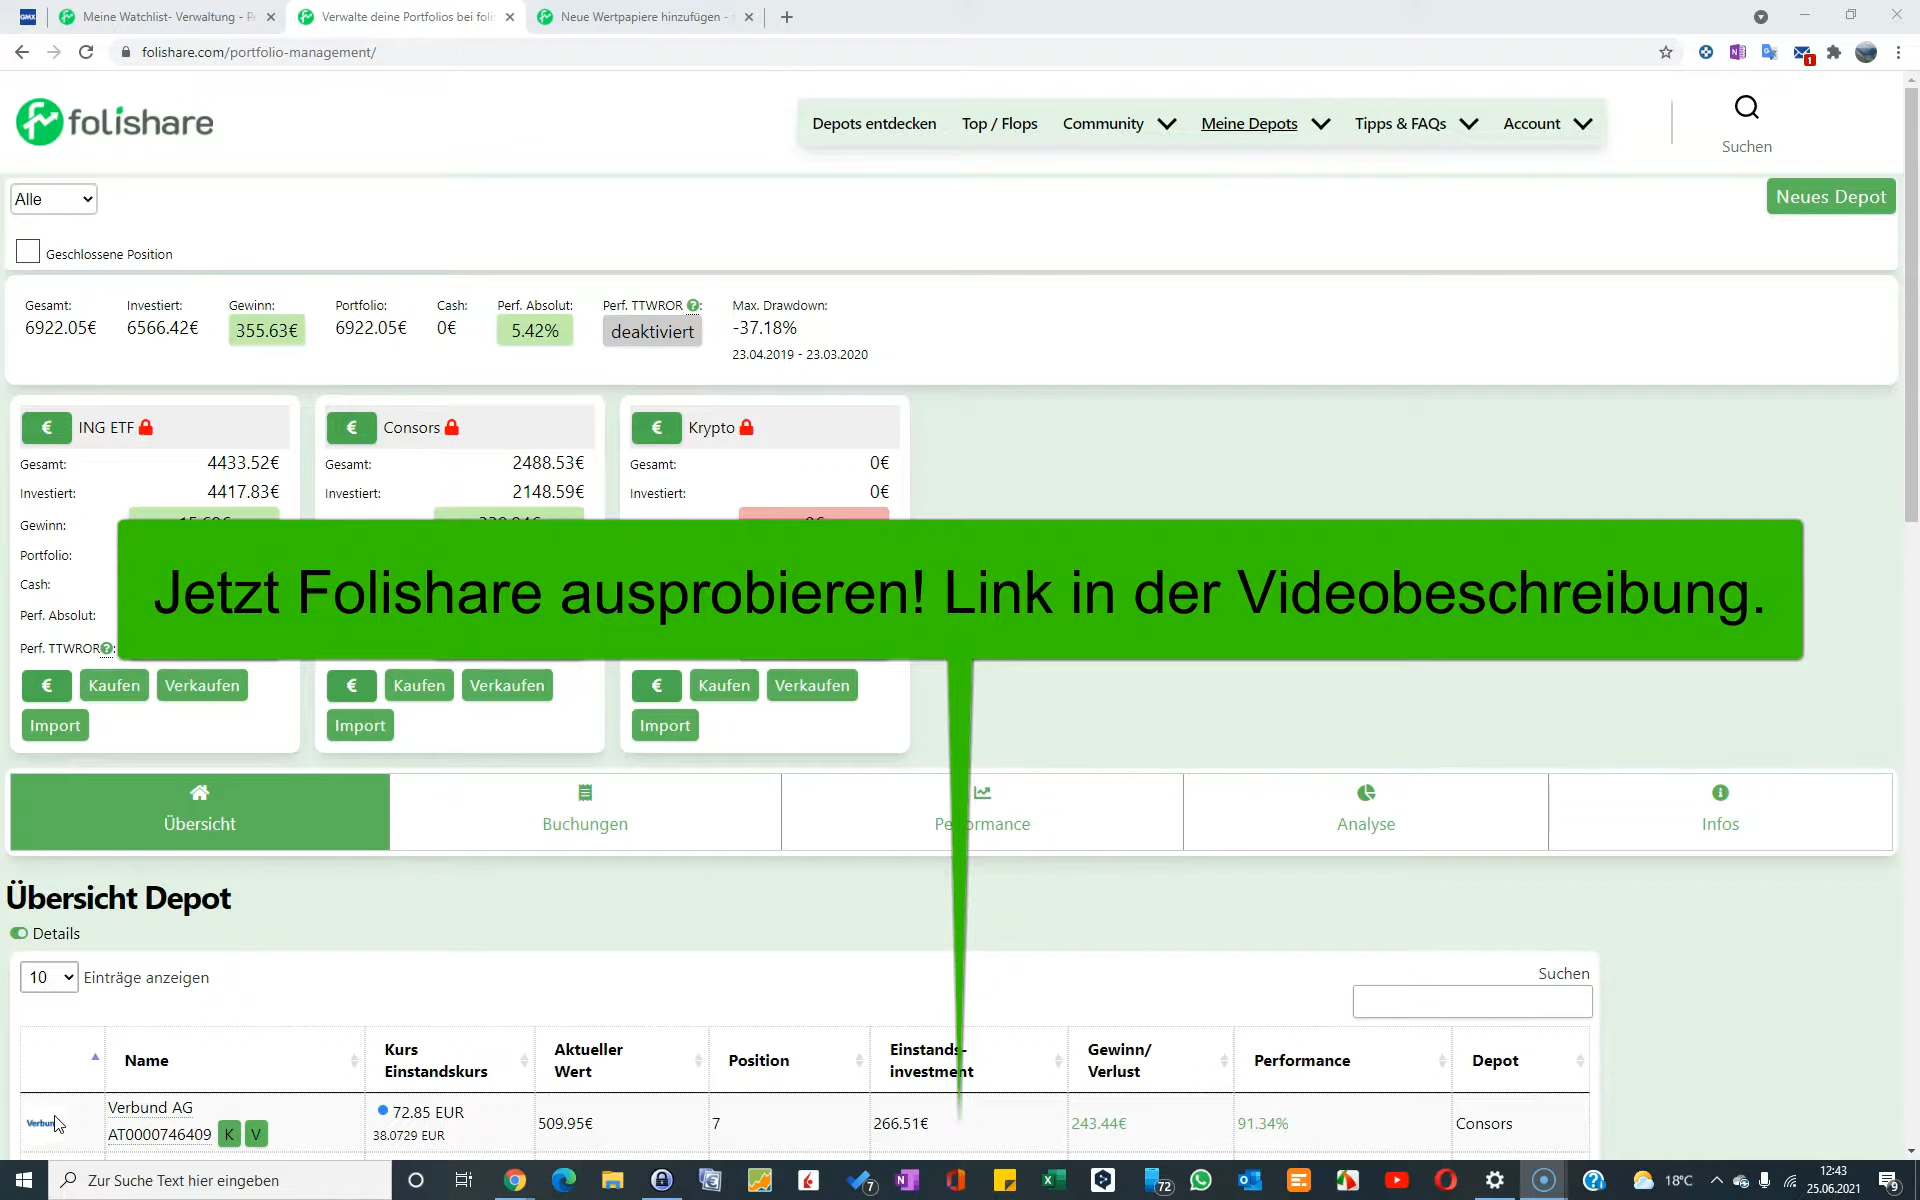 GMX
Meine Watchlist- Verwaltung - P
Verwalte deine Portfolios bei foli
Neue Wertpapiere hinzufügen -
folishare.com/portfolio-management/
1
folishare
Depots entdecken
Top / Flops
Community
Meine Depots
Tipps & FAQs
Account
Suchen
Alle
Neues Depot
Geschlossene Position
Gesamt:
Investiert:
Gewinn:
Portfolio:
Cash:
Perf. Absolut:
Perf. TTWROR ?:
Max. Drawdown:
6922.05€
6566.42€
355.63€
6922.05€
0€
5.42%
deaktiviert
-37.18%
23.04.2019 - 23.03.2020
€ ING ETF
Gesamt: 4433.52€
Investiert: 4417.83€
Gewinn:
Portfolio:
Cash:
Perf. Absolut:
Perf. TTWROR?:
€ Kaufen Verkaufen
Import
€ Consors
Gesamt: 2488.53€
Investiert: 2148.59€
€ Kaufen Verkaufen
Import
€ Krypto
Gesamt: 0€
Investiert: 0€
€ Kaufen Verkaufen
Import
Jetzt Folishare ausprobieren! Link in der Videobeschreibung.
Übersicht
Buchungen
Performance
Analyse
Infos
Übersicht Depot
Details
10 Einträge anzeigen
Suchen
Name
Kurs
Einstandskurs
Aktueller
Wert
Position
Einstands-
investment
Gewinn/
Verlust
Performance
Depot
Verbund AG
AT0000746409 K V
72.85 EUR
38.0729 EUR
509.95€
7
266.51€
243.44€
91.34%
Consors
Zur Suche Text hier eingeben
7
72
18°C
12:43
25.06.2021
9